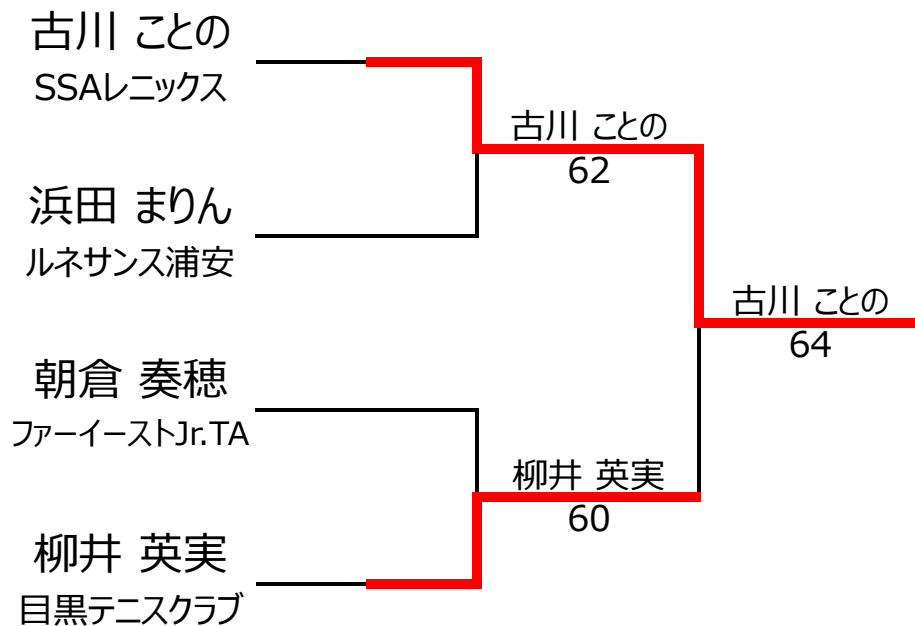 古川 ことの
SSAレニックス
浜田 まりん
ルネサンス浦安
朝倉 奏穂
ファーイーストJr.TA
柳井 英実
目黒テニスクラブ
古川 ことの
62
柳井 英実
60
古川 ことの
64